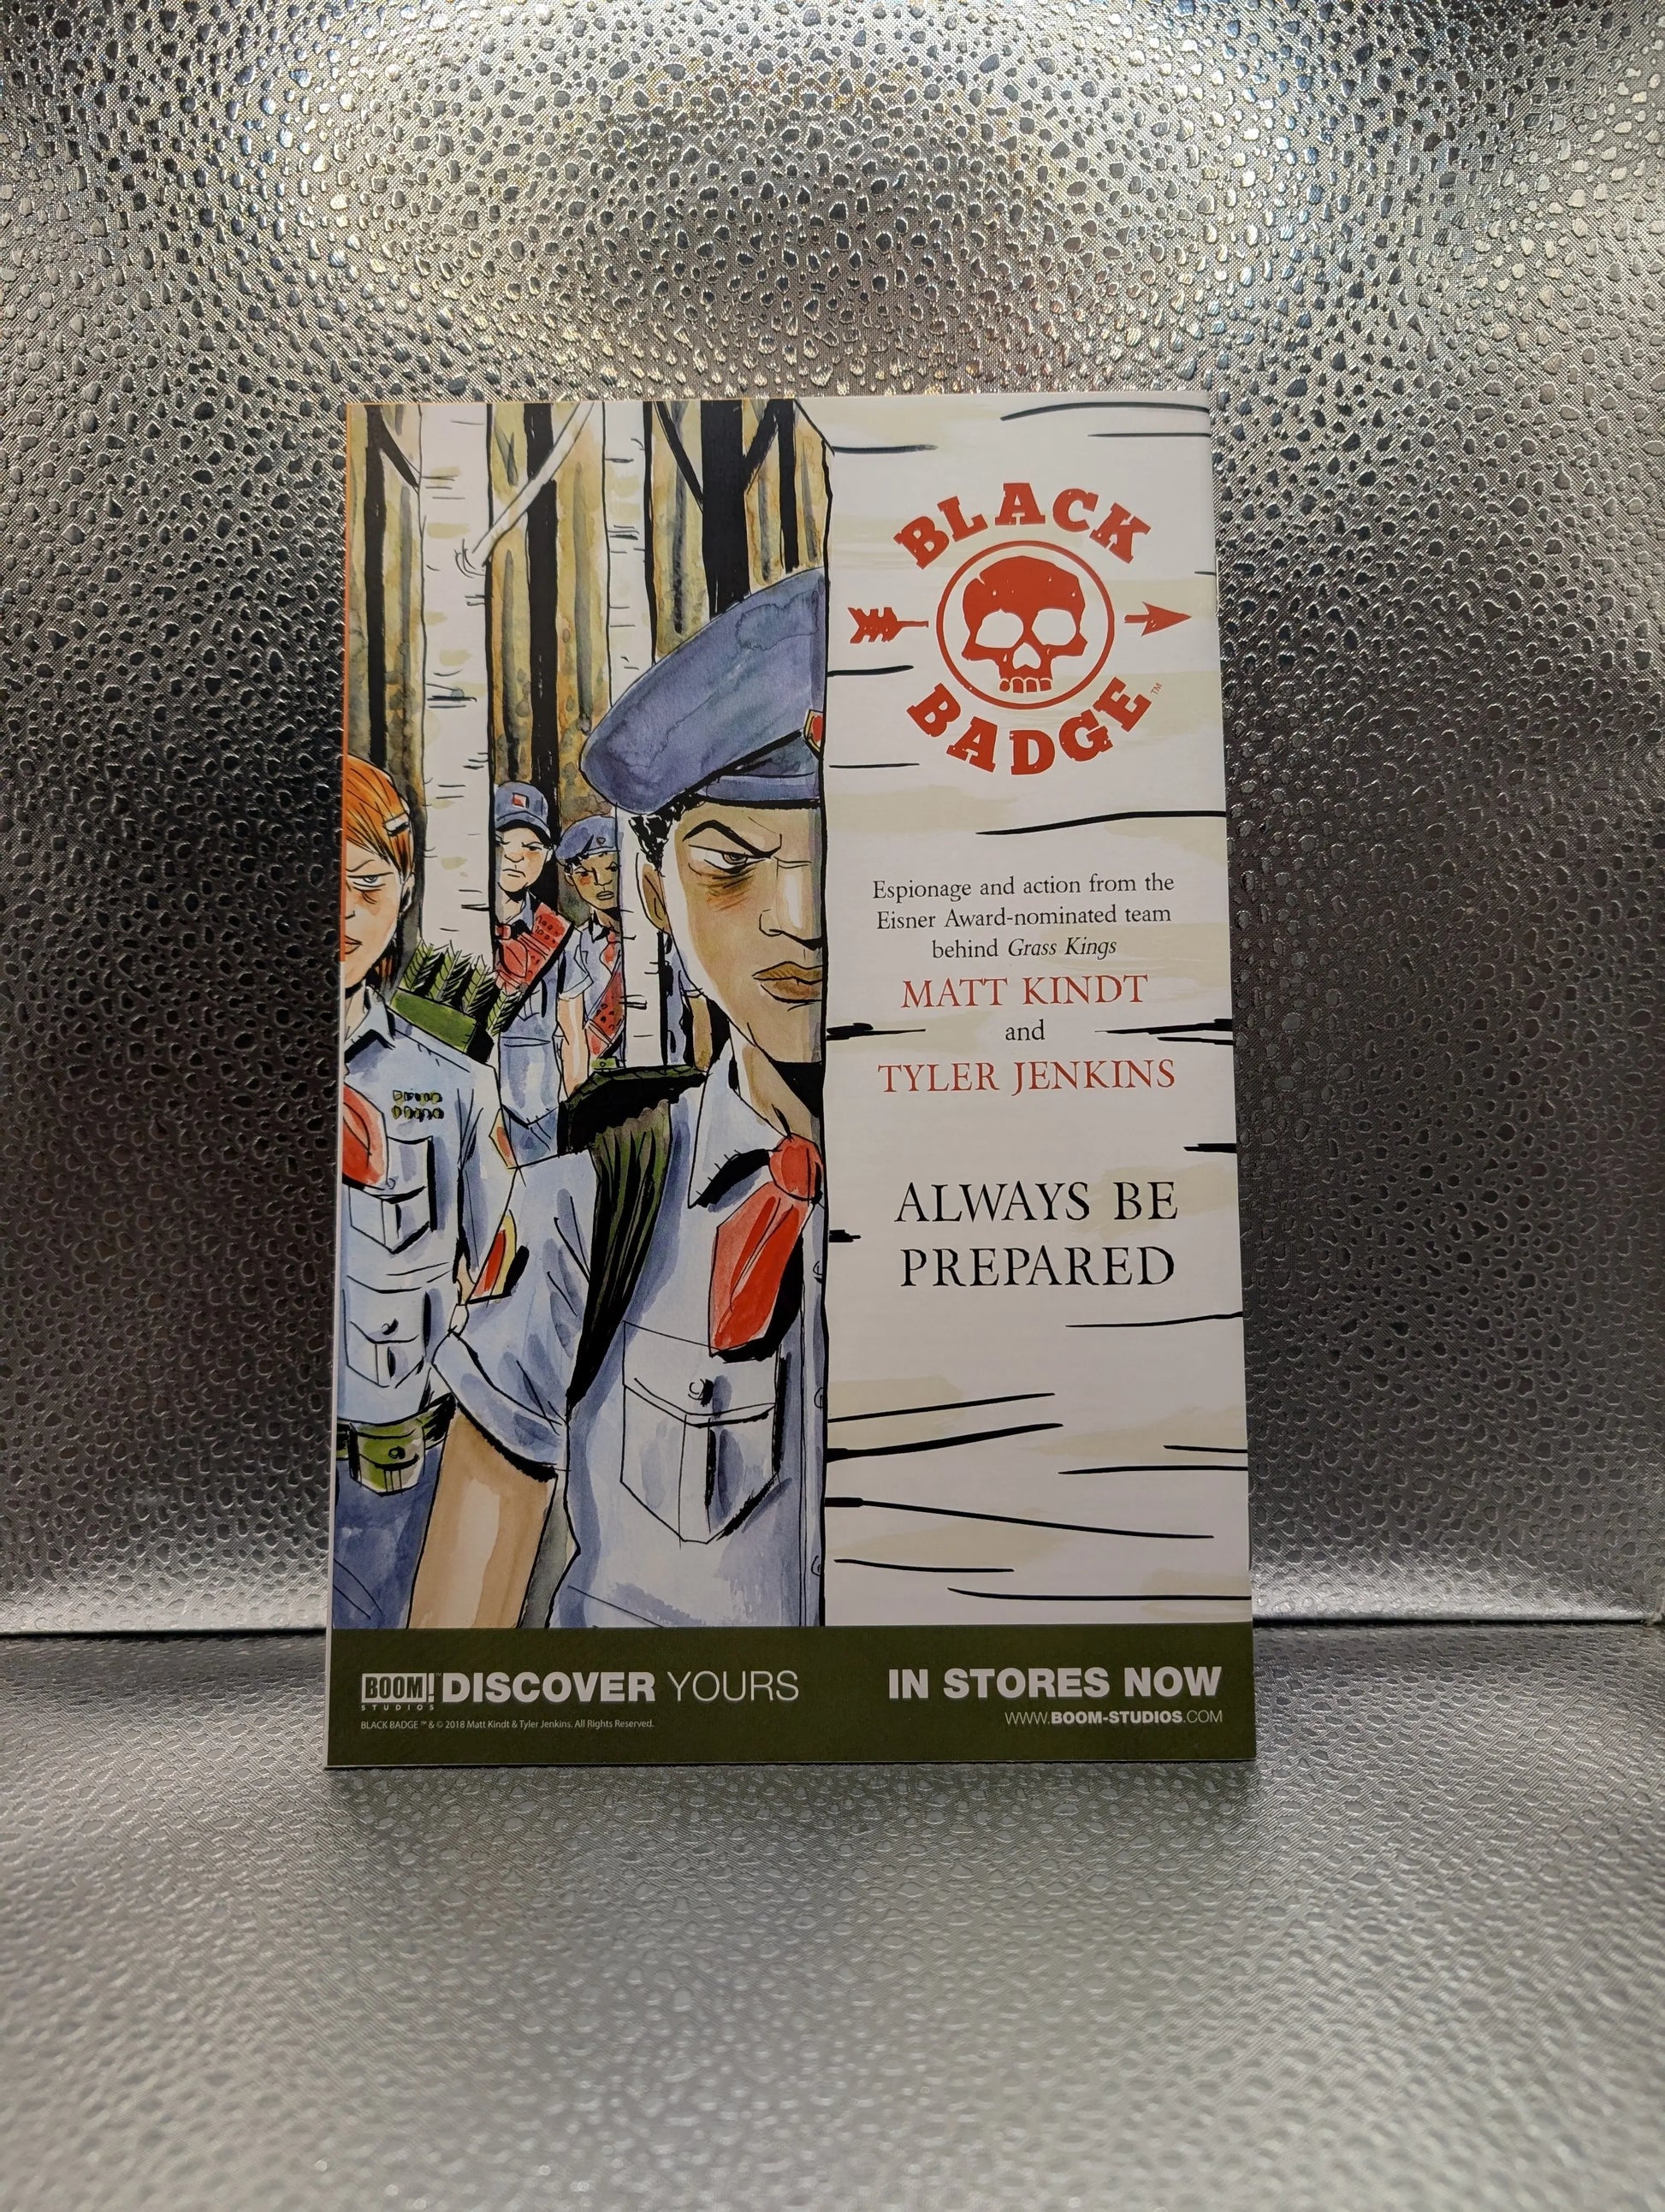 BLACK
BADGE™
Espionage and action from the
Eisner Award-nominated team
behind Grass Kings
MATT KINDT
and
TYLER JENKINS
ALWAYS BE
PREPARED
BOOM!™
STUDIOS
DISCOVER YOURS
BLACK BADGE ™ & © 2018 Matt Kindt & Tyler Jenkins. All Rights Reserved.
IN STORES NOW
WWW.BOOM-STUDIOS.COM